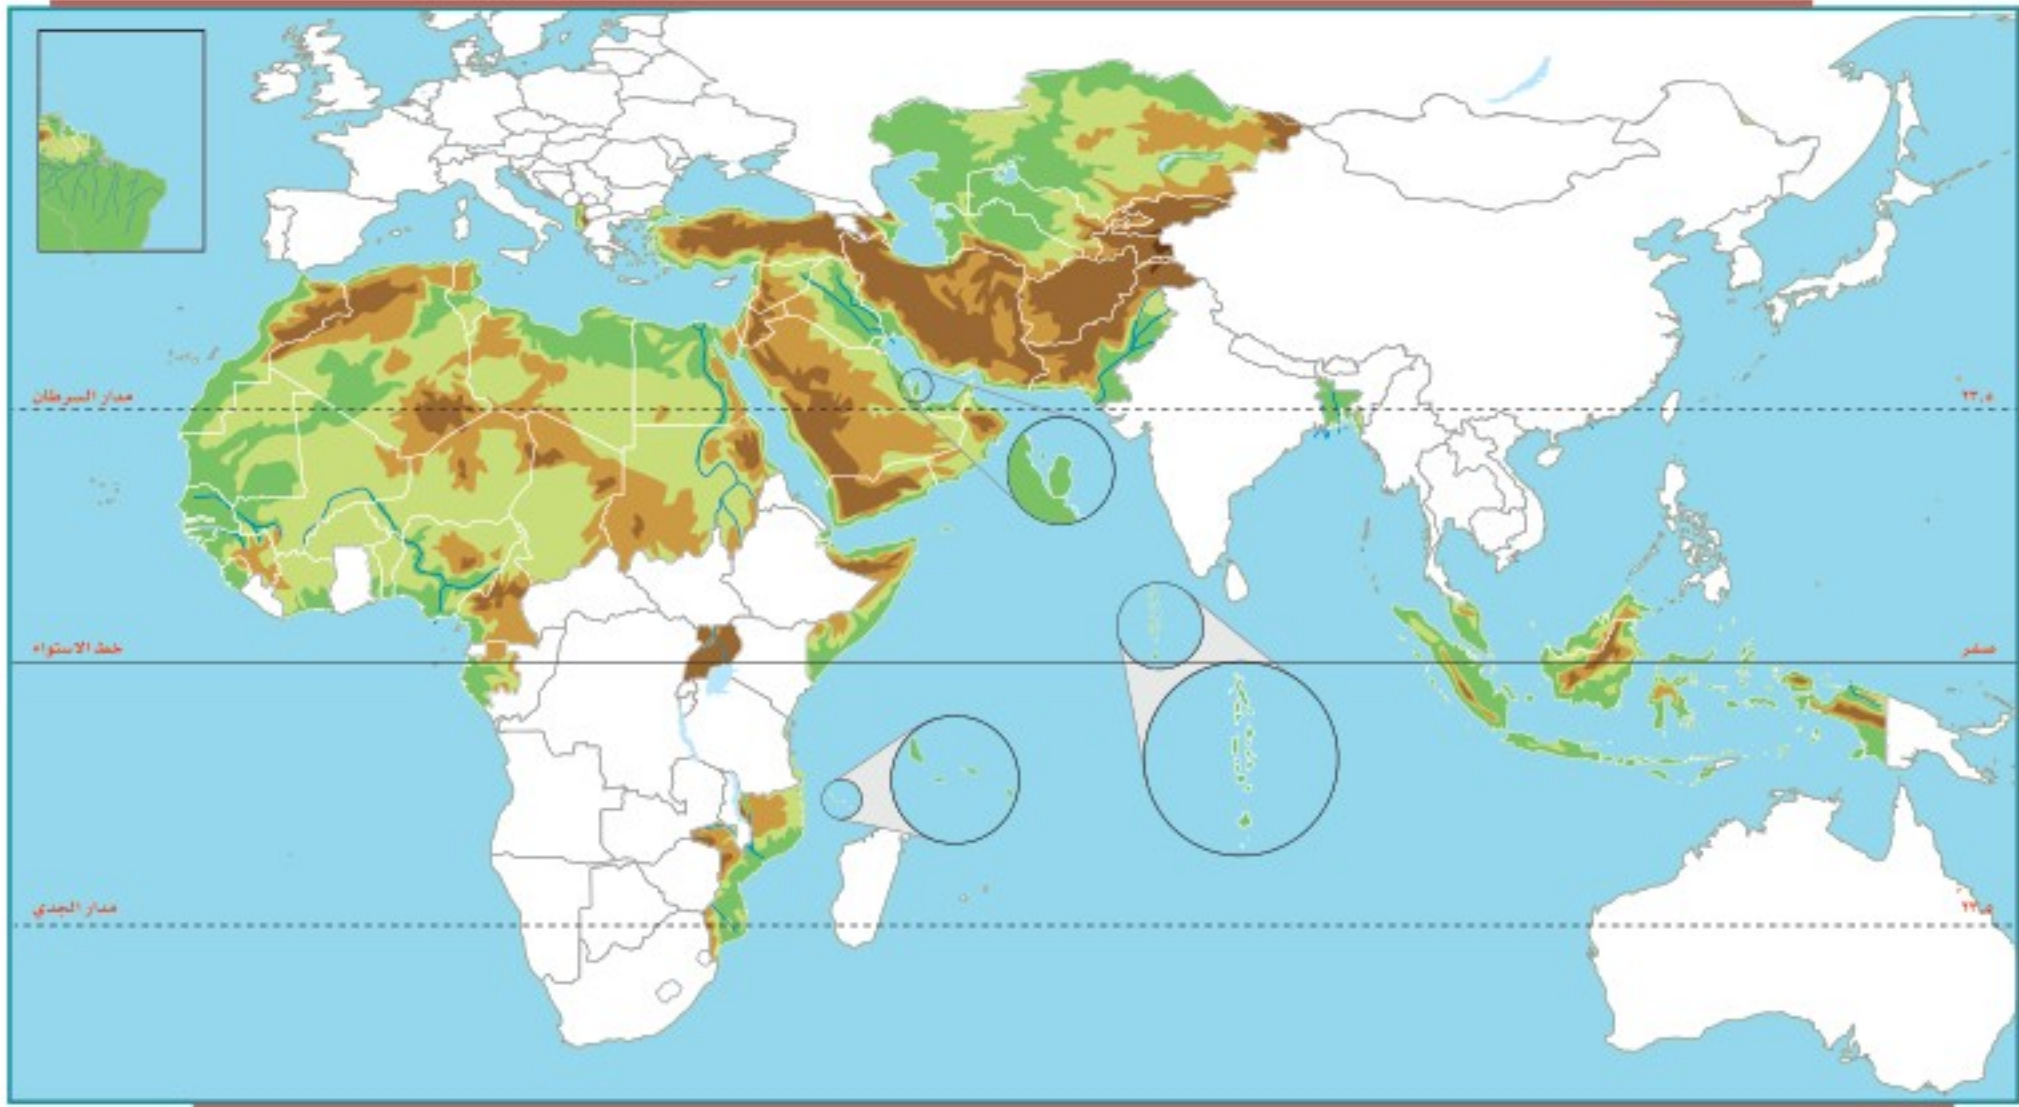 مدار السرطان
٢٣,٥
خط الاستواء
صفر
مدار الجدي
٢٣,٥